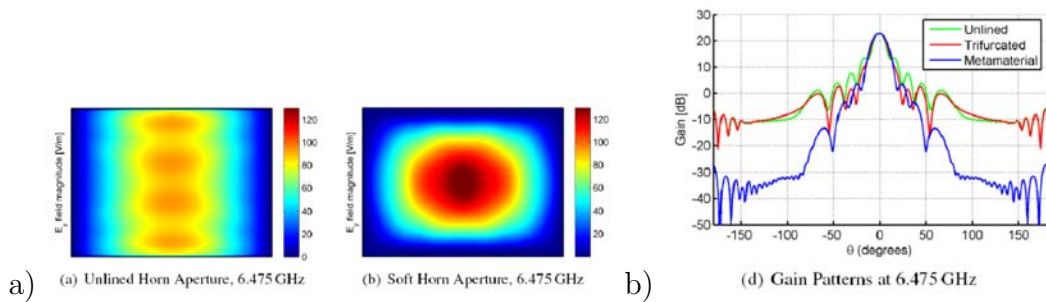 E_y field magnitude [V/m]
120
100
80
60
40
20
0
(a) Unlined Horn Aperture, 6.475 GHz
E_y field magnitude [V/m]
120
100
80
60
40
20
0
(b) Soft Horn Aperture, 6.475 GHz
a)
30
20
10
0
-10
-20
-30
-40
-50
Gain [dB]
Unlined
Trifurcated
Metamaterial
-150 -100 -50 0 50 100 150
θ (degrees)
(d) Gain Patterns at 6.475 GHz
b)